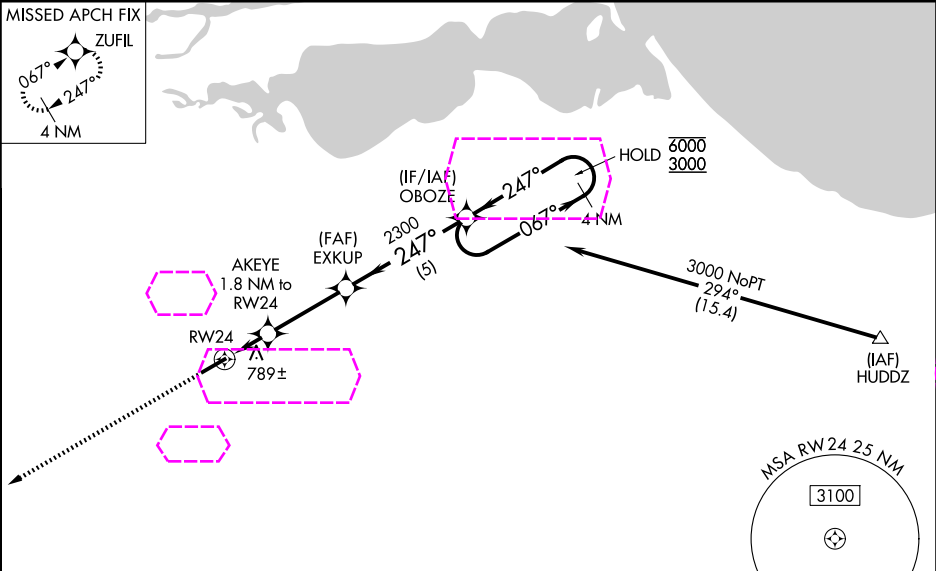 MISSED APCH FIX
ZUFIL
067°
247°
4 NM
HOLD
6000
3000
(IF/IAF)
OBOZE
247°
067°
4 NM
2300
247°
(5)
(FAF)
EXKUP
AKEYE
1.8 NM to
RW24
RW24
789±
3000 NoPT
294°
(15.4)
(IAF)
HUDDZ
MSA RW 24 25 NM
3100